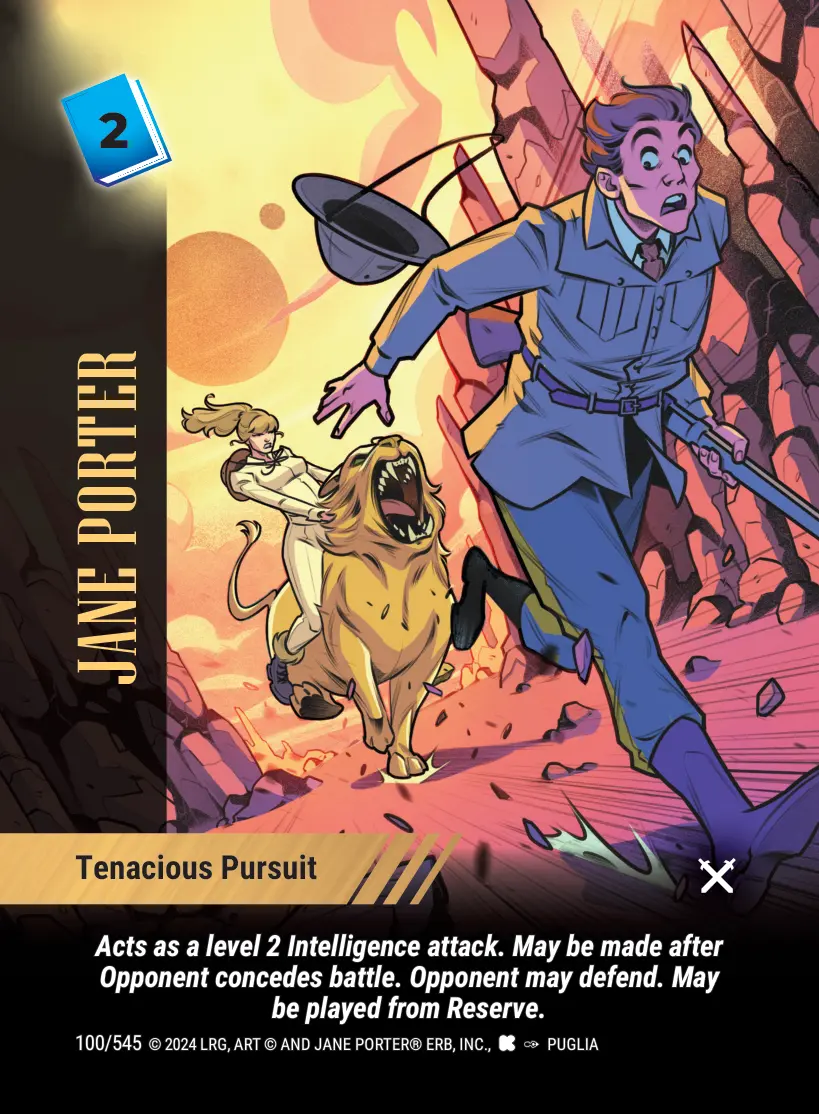 2
JANE PORTER
Tenacious Pursuit
Acts as a level 2 Intelligence attack. May be made after
Opponent concedes battle. Opponent may defend. May
be played from Reserve.
100/545 © 2024 LRG, ART © AND JANE PORTER® ERB, INC., PUGLIA